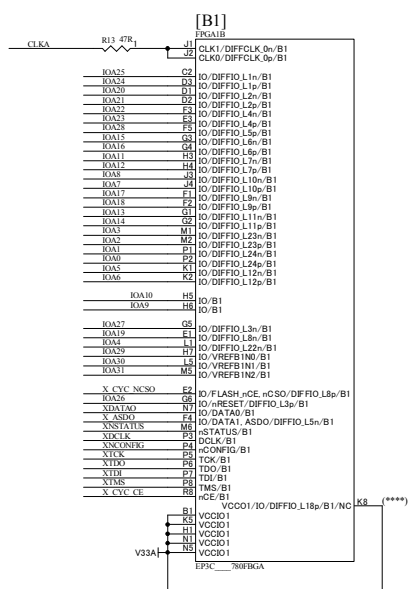 [B1]
FPGA1B
CLKA R13 47R 1 J1 CLK1/DIFFCLK_0n/B1
J2 CLK0/DIFFCLK_0p/B1
IOA25 C2 IO/DIFFIO_L1n/B1
IOA24 D3 IO/DIFFIO_L1p/B1
IOA20 D1 IO/DIFFIO_L2n/B1
IOA21 D2 IO/DIFFIO_L2p/B1
IOA22 F3 IO/DIFFIO_L4n/B1
IOA23 E3 IO/DIFFIO_L4p/B1
IOA28 F5 IO/DIFFIO_L5p/B1
IOA15 G3 IO/DIFFIO_L6n/B1
IOA16 G4 IO/DIFFIO_L6p/B1
IOA11 H3 IO/DIFFIO_L7n/B1
IOA12 H4 IO/DIFFIO_L7p/B1
IOA8 J3 IO/DIFFIO_L10n/B1
IOA7 J4 IO/DIFFIO_L10p/B1
IOA17 F1 IO/DIFFIO_L9n/B1
IOA18 F2 IO/DIFFIO_L9p/B1
IOA13 G1 IO/DIFFIO_L11n/B1
IOA14 G2 IO/DIFFIO_L11p/B1
IOA3 M1 IO/DIFFIO_L23n/B1
IOA2 M2 IO/DIFFIO_L23p/B1
IOA1 P1 IO/DIFFIO_L24n/B1
IOA0 P2 IO/DIFFIO_L24p/B1
IOA5 K1 IO/DIFFIO_L12n/B1
IOA6 K2 IO/DIFFIO_L12p/B1
IOA10 H5 IO/B1
IOA9 H6 IO/B1
IOA27 G5 IO/DIFFIO_L3n/B1
IOA19 E1 IO/DIFFIO_L8n/B1
IOA4 L1 IO/DIFFIO_L22n/B1
IOA29 H7 IO/VREFB1N0/B1
IOA30 L5 IO/VREFB1N1/B1
IOA31 M5 IO/VREFB1N2/B1
X_CYC_NCSO E2 IO/FLASH_nCE, nCSO/DIFFIO_L8p/B1
IOA26 G6 IO/nRESET/DIFFIO_L3p/B1
XDATAO N7 IO/DATA0/B1
X_ASDO F4 IO/DATA1, ASDO/DIFFIO_L5n/B1
XNSTATUS M6 nSTATUS/B1
XDCLK P3 DCLK/B1
XNCONFIG P4 nCONFIG/B1
XTCK P5 TCK/B1
XTDO P6 TDO/B1
XTDI P7 TDI/B1
XTMS P8 TMS/B1
X_CYC_CE R8 nCE/B1
VCCO1/IO/DIFFIO_L18p/B1/NC K8 (****)
B1 VCCIO1
K5 VCCIO1
H1 VCCIO1
N1 VCCIO1
V33A N5 VCCIO1
EP3C___780FBGA